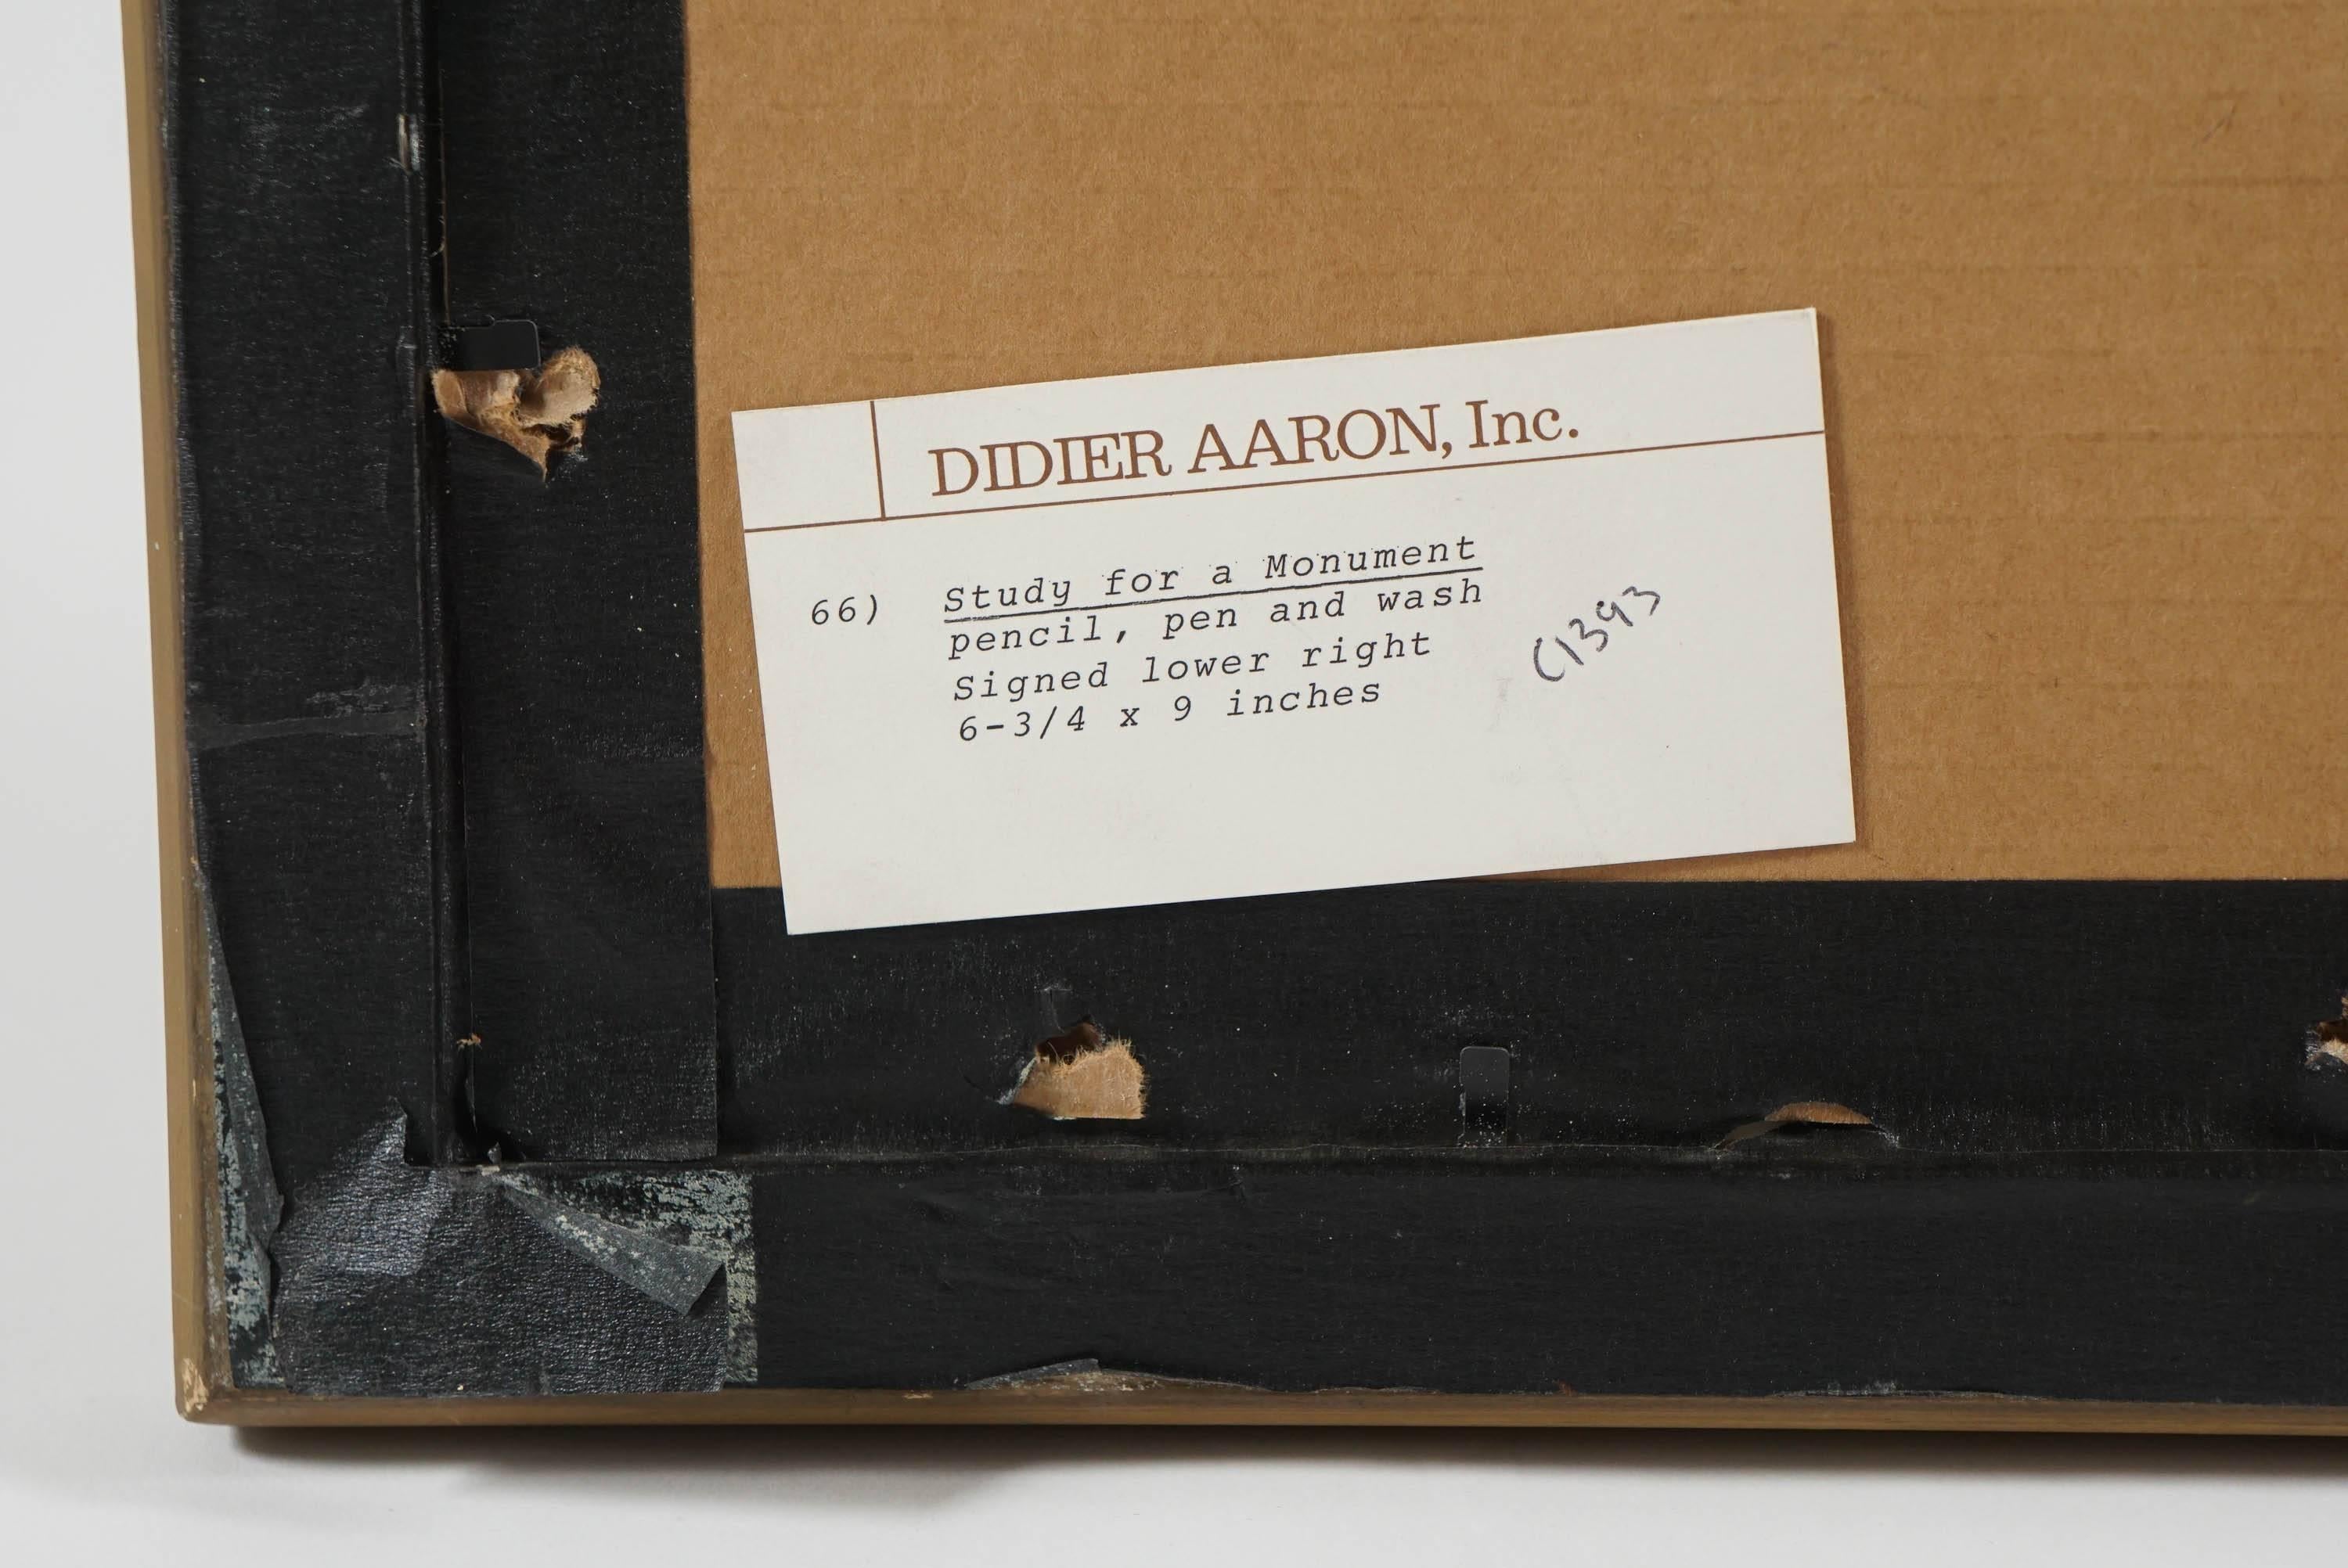 DIDIER AARON, Inc.
66) Study for a Monument
pencil, pen and wash
Signed lower right
6-3/4 x 9 inches
C1393